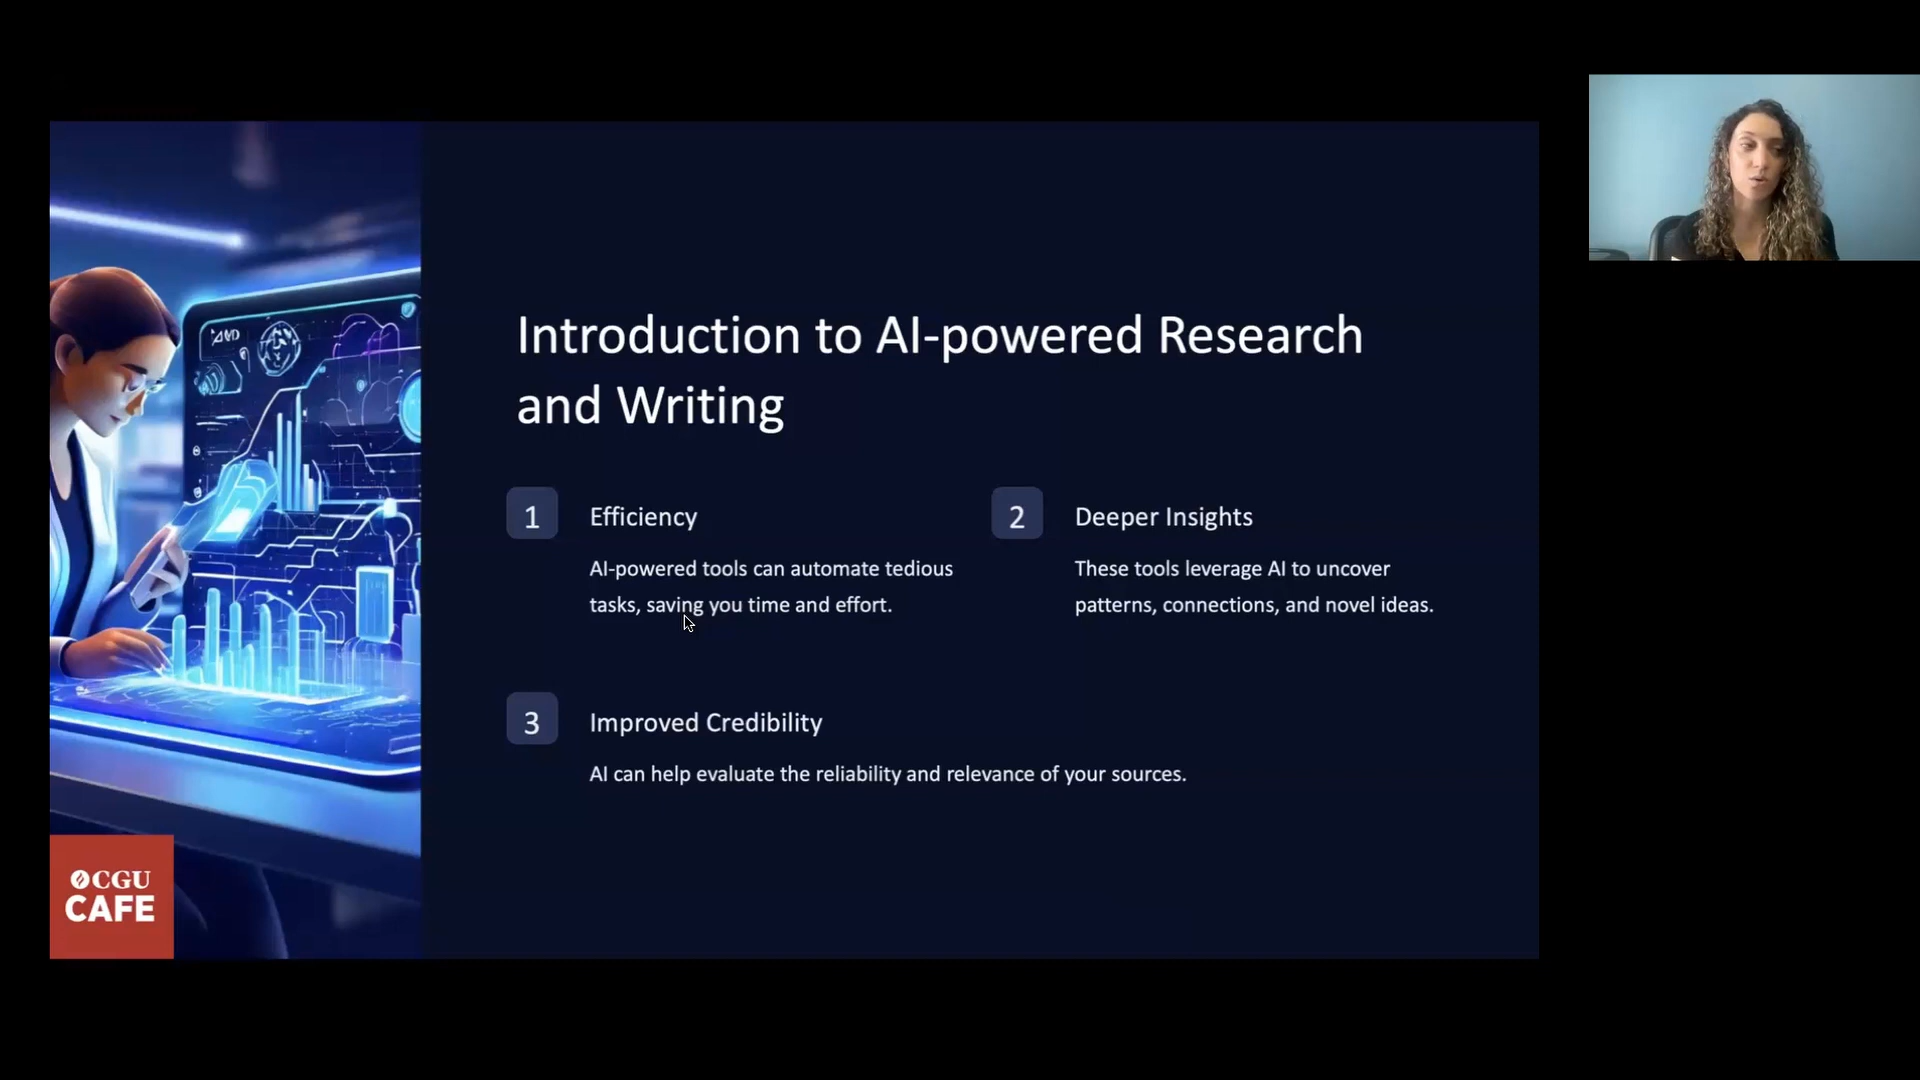 Introduction to AI-powered Research
and Writing
1
Efficiency
AI-powered tools can automate tedious
tasks, saving you time and effort.
2
Deeper Insights
These tools leverage AI to uncover
patterns, connections, and novel ideas.
3
Improved Credibility
AI can help evaluate the reliability and relevance of your sources.
CGU
CAFE